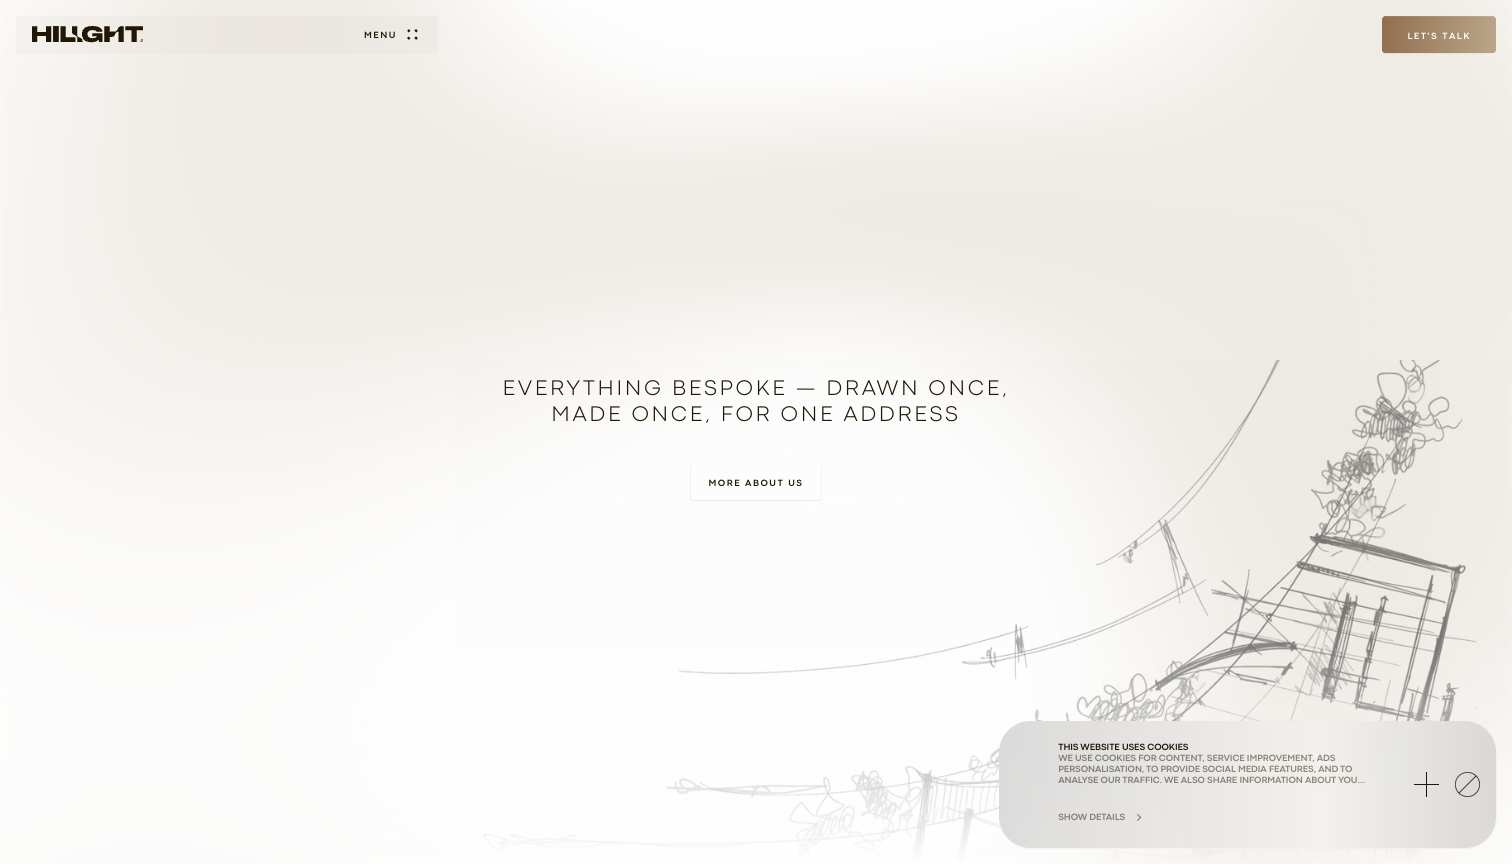 HILLGHT
MENU
LET'S TALK
EVERYTHING BESPOKE — DRAWN ONCE,
MADE ONCE, FOR ONE ADDRESS
MORE ABOUT US
THIS WEBSITE USES COOKIES
WE USE COOKIES FOR CONTENT, SERVICE IMPROVEMENT, ADS
PERSONALISATION, TO PROVIDE SOCIAL MEDIA FEATURES, AND TO
ANALYSE OUR TRAFFIC. WE ALSO SHARE INFORMATION ABOUT YOU...
SHOW DETAILS